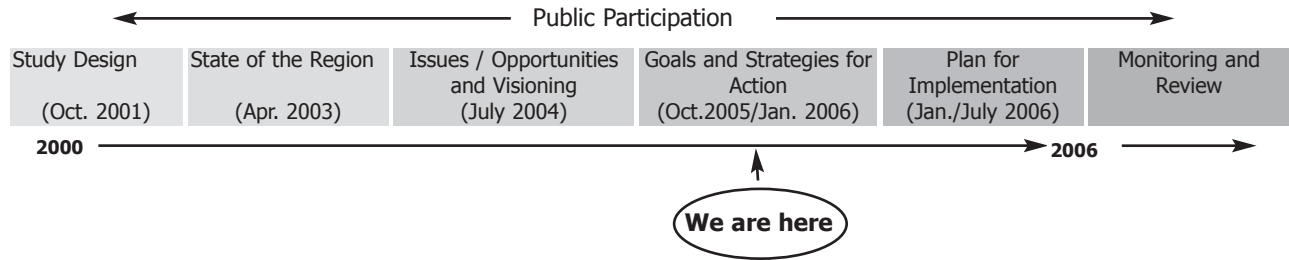 Public Participation
Study Design
(Oct. 2001)
State of the Region
(Apr. 2003)
Issues / Opportunities
and Visioning
(July 2004)
Goals and Strategies for
Action
(Oct.2005/Jan. 2006)
Plan for
Implementation
(Jan./July 2006)
Monitoring and
Review
2000
2006
We are here